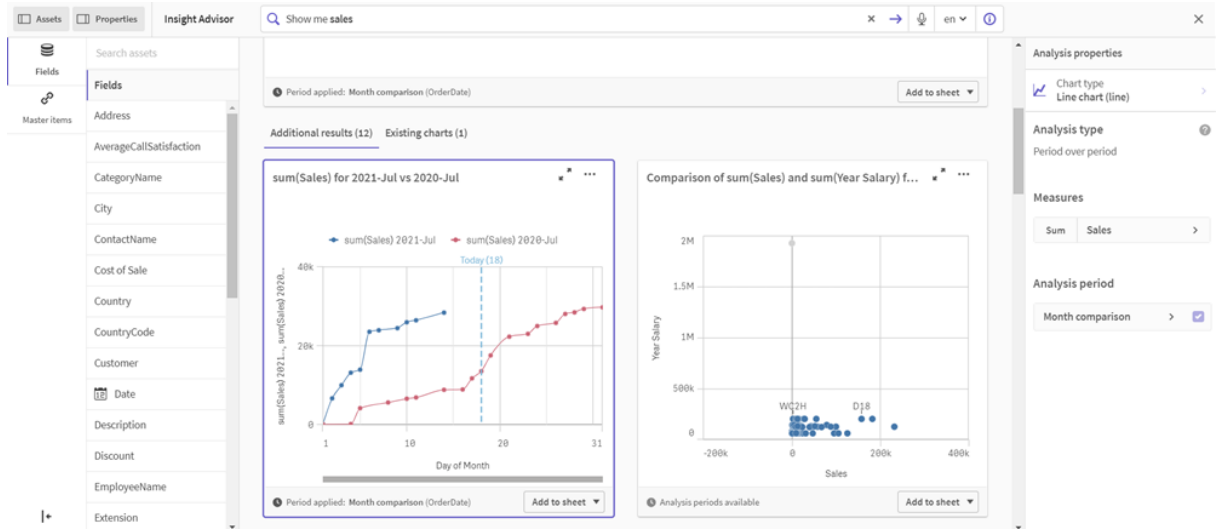 Assets Properties Insight Advisor Show me sales en
Fields
Master items
Search assets
Fields
Address
AverageCallSatisfaction
CategoryName
City
ContactName
Cost of Sale
Country
CountryCode
Customer
Date
Description
Discount
EmployeeName
Extension
Period applied: Month comparison (OrderDate) Add to sheet
Additional results (12) Existing charts (1)
sum(Sales) for 2021-Jul vs 2020-Jul
sum(Sales) 2021-Jul sum(Sales) 2020-Jul
Today (18)
sum(Sales) 2021..., sum(Sales) 2020...
40k
20k
0
1 10 20 31
Day of Month
Period applied: Month comparison (OrderDate) Add to sheet
Comparison of sum(Sales) and sum(Year Salary) f...
Year Salary
2M
1.5M
1M
500k
0
WC2H D18
-200k 0 200k 400k
Sales
Analysis periods available Add to sheet
Analysis properties
Chart type
Line chart (line)
Analysis type
Period over period
Measures
Sum Sales
Analysis period
Month comparison